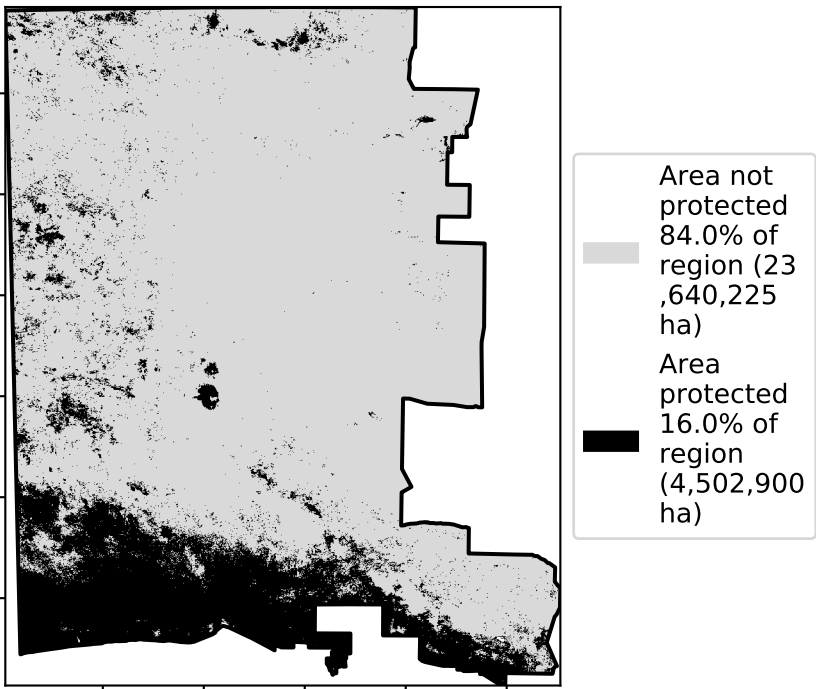 Area not
protected
84.0% of
region (23
,640,225
ha)
Area
protected
16.0% of
region
(4,502,900
ha)